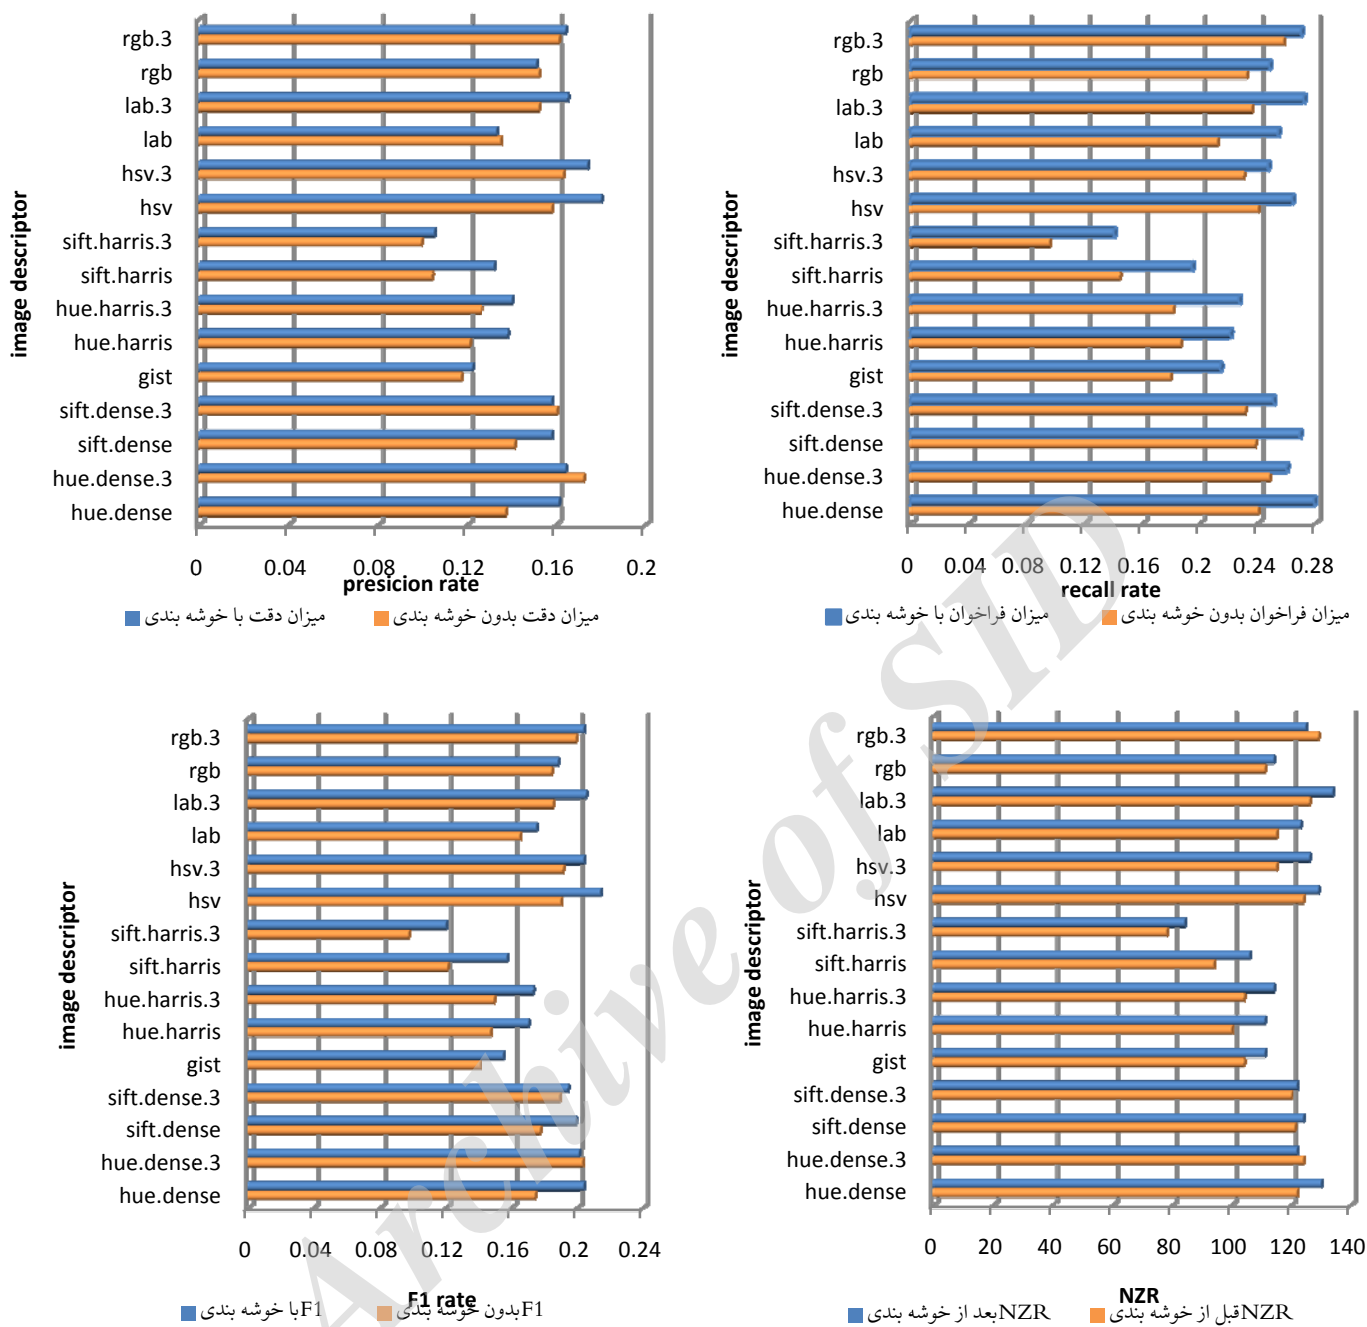 rgb.3
rgb
lab.3
lab
hsv.3
hsv
sift.harris.3
sift.harris
hue.harris.3
hue.harris
gist
sift.dense.3
sift.dense
hue.dense.3
hue.dense
image descriptor
0 0.04 0.08 0.12 0.16 0.2
presicion rate
میزان دقت با خوشه بندی میزان دقت بدون خوشه بندی
rgb.3
rgb
lab.3
lab
hsv.3
hsv
sift.harris.3
sift.harris
hue.harris.3
hue.harris
gist
sift.dense.3
sift.dense
hue.dense.3
hue.dense
image descriptor
0 0.04 0.08 0.12 0.16 0.2 0.24 0.28
recall rate
میزان فراخوان با خوشه بندی میزان فراخوان بدون خوشه بندی
rgb.3
rgb
lab.3
lab
hsv.3
hsv
sift.harris.3
sift.harris
hue.harris.3
hue.harris
gist
sift.dense.3
sift.dense
hue.dense.3
hue.dense
image descriptor
0 0.04 0.08 0.12 0.16 0.2 0.24
F1 rate
F1با خوشه بندی F1بدون خوشه بندی
rgb.3
rgb
lab.3
lab
hsv.3
hsv
sift.harris.3
sift.harris
hue.harris.3
hue.harris
gist
sift.dense.3
sift.dense
hue.dense.3
hue.dense
image descriptor
0 20 40 60 80 100 120 140
NZR
NZRبعد از خوشه بندی NZRقبل از خوشه بندی
Archive of SID